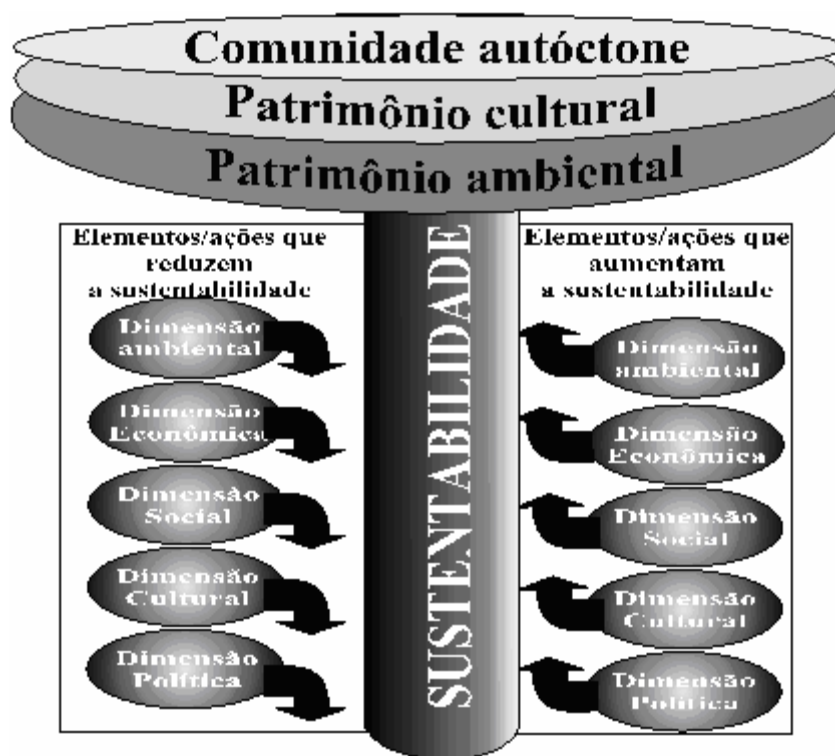 Comunidade autóctone
Patrimônio cultural
Patrimônio ambiental
Elementos/ações que
reduzem
a sustentabilidade
Dimensão
ambiental
Dimensão
Econômica
Dimensão
Social
Dimensão
Cultural
Dimensão
Política
SUSTENTABILIDADE
Elementos/ações que
aumentam
a sustentabilidade
Dimensão
ambiental
Dimensão
Econômica
Dimensão
Social
Dimensão
Cultural
Dimensão
Política